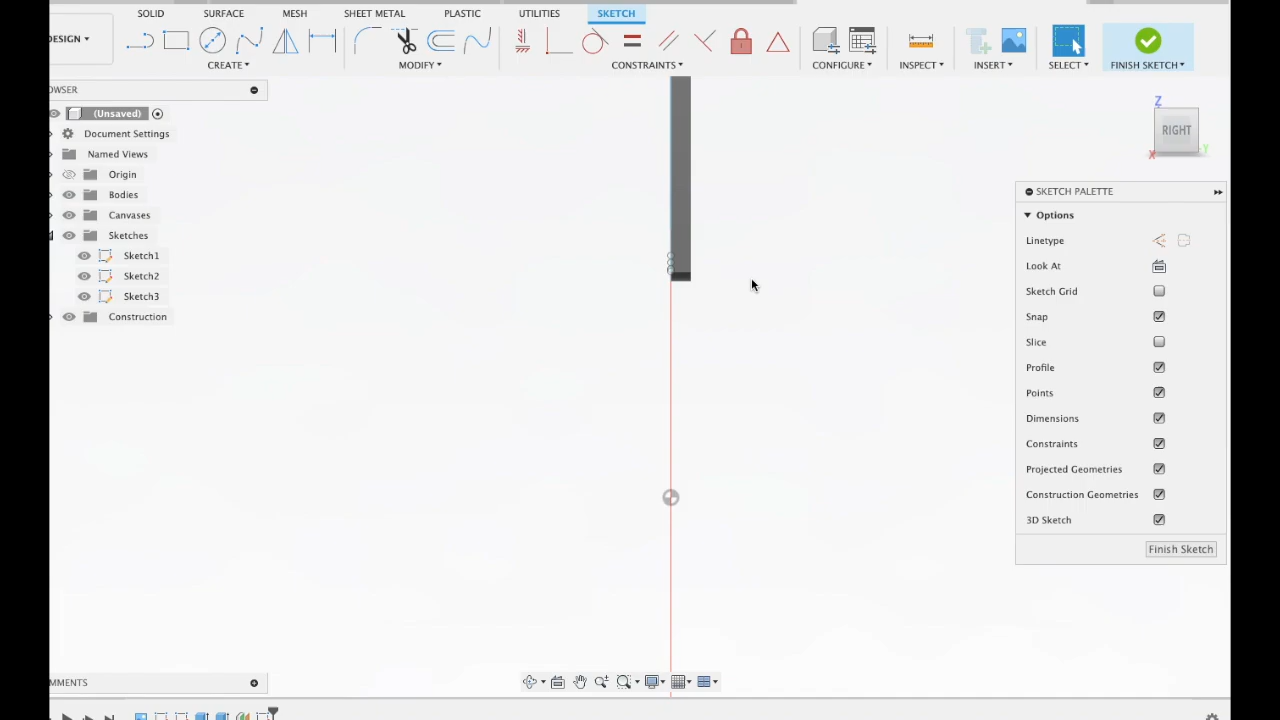 SOLID SURFACE MESH SHEET METAL PLASTIC UTILITIES SKETCH
ESIGN
CREATE MODIFY CONSTRAINTS CONFIGURE INSPECT INSERT SELECT FINISH SKETCH
OWSER
(Unsaved)
Document Settings
Named Views
Origin
Bodies
Canvases
Sketches
Sketch1
Sketch2
Sketch3
Construction
Z
RIGHT
X
Y
SKETCH PALETTE
Options
Linetype
Look At
Sketch Grid
Snap
Slice
Profile
Points
Dimensions
Constraints
Projected Geometries
Construction Geometries
3D Sketch
Finish Sketch
MMENTS